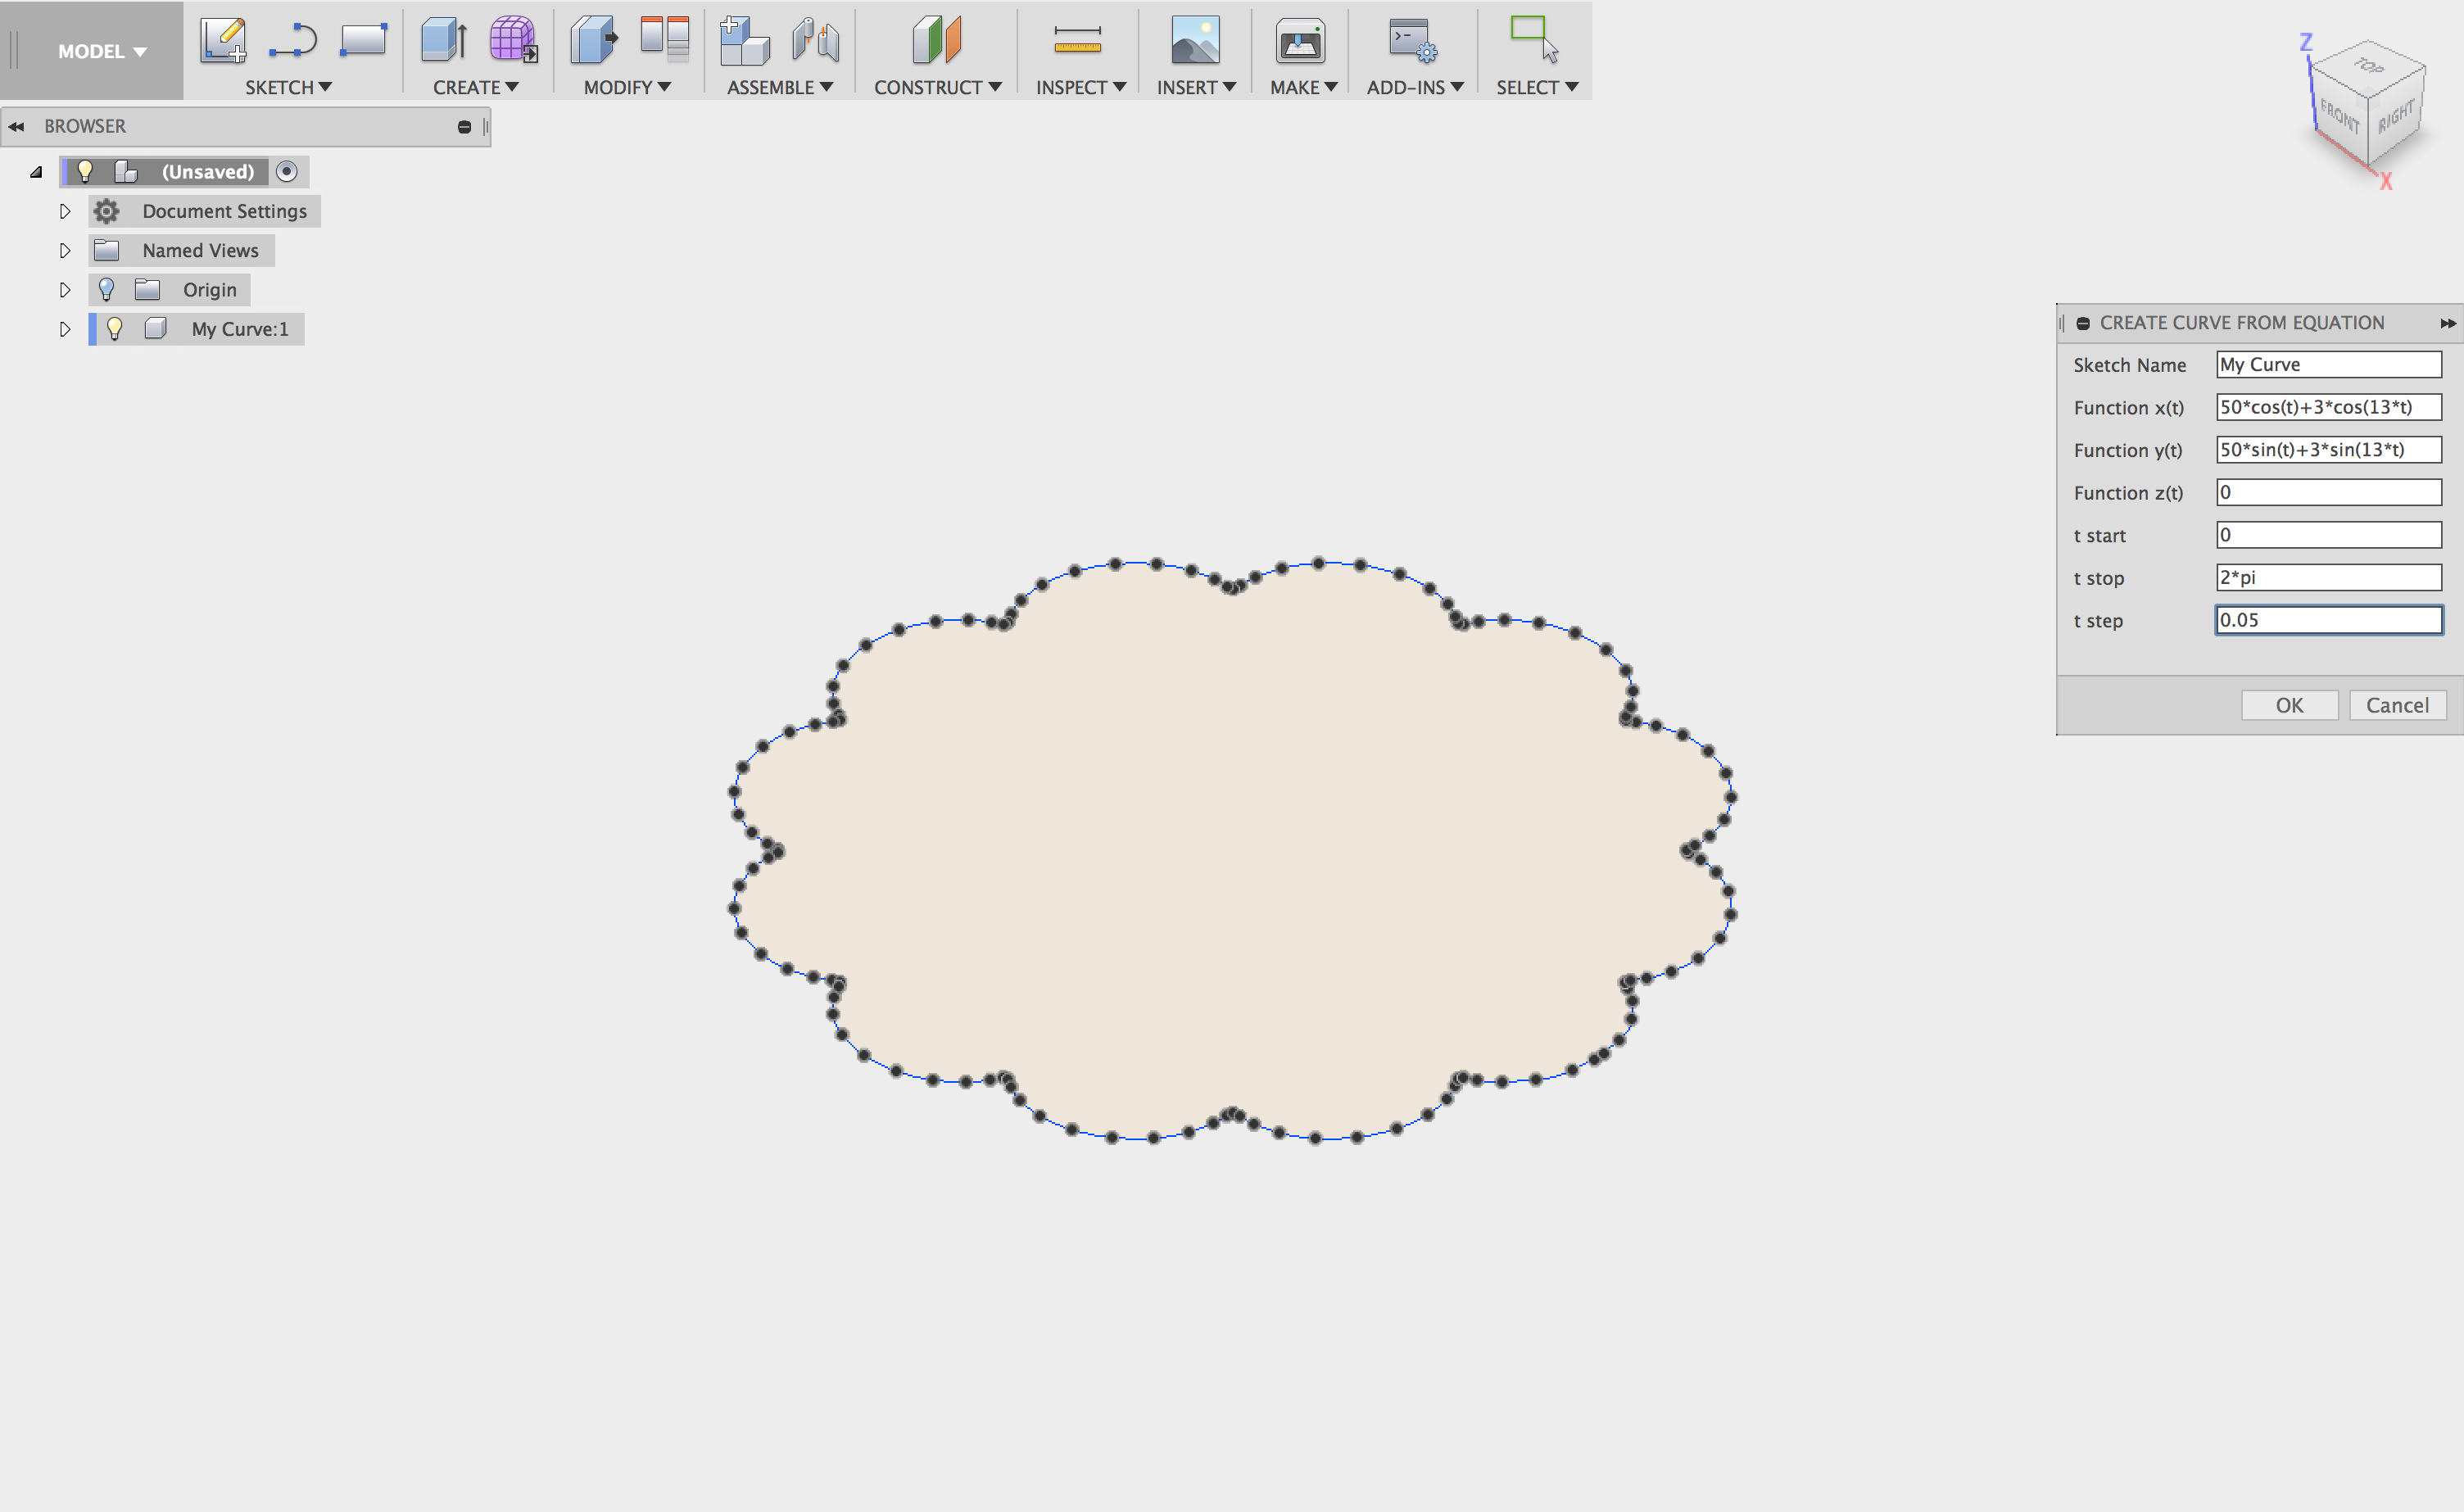 MODEL
SKETCH
CREATE
MODIFY
ASSEMBLE
CONSTRUCT
INSPECT
INSERT
MAKE
ADD-INS
SELECT
Z
TOP
FRONT
RIGHT
X
BROWSER
(Unsaved)
Document Settings
Named Views
Origin
My Curve:1
CREATE CURVE FROM EQUATION
Sketch Name My Curve
Function x(t) 50*cos(t)+3*cos(13*t)
Function y(t) 50*sin(t)+3*sin(13*t)
Function z(t) 0
t start 0
t stop 2*pi
t step 0.05
OK Cancel